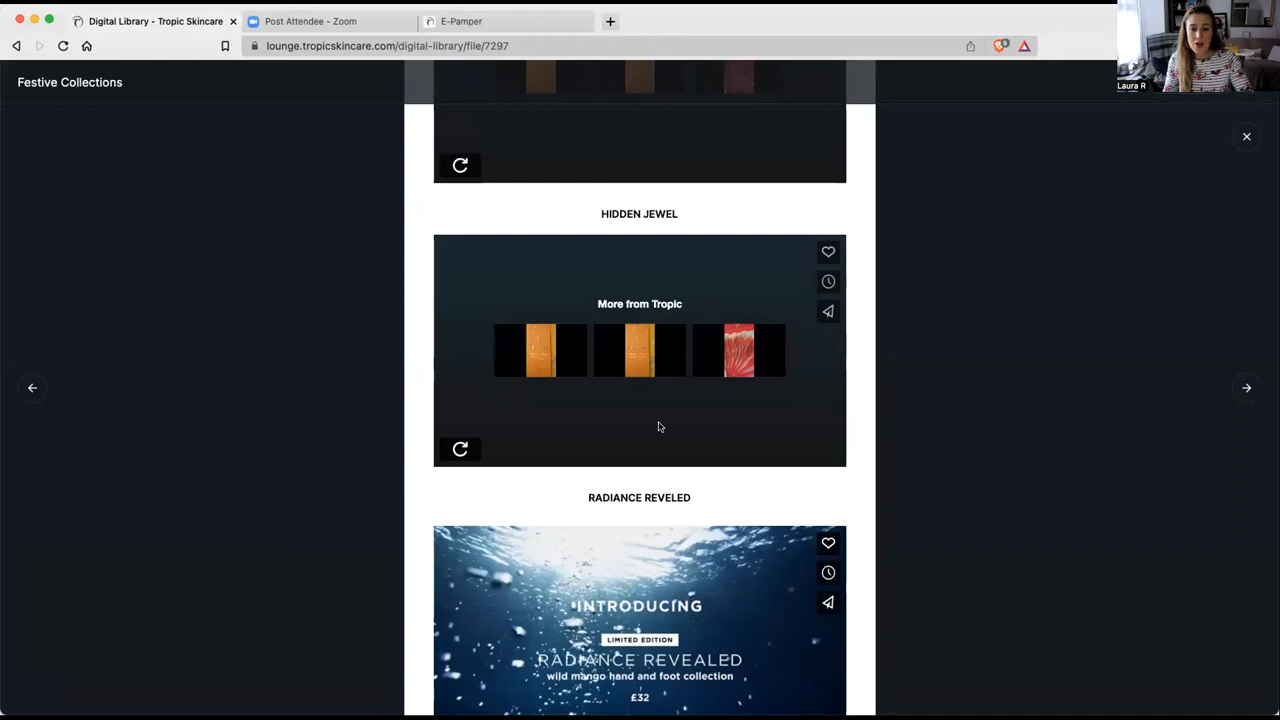 Digital Library - Tropic Skincare
Post Attendee - Zoom
E-Pamper
lounge.tropicskincare.com/digital-library/file/7297
Laura R
Festive Collections
HIDDEN JEWEL
More from Tropic
RADIANCE REVELED
INTRODUCING
LIMITED EDITION
RADIANCE REVEALED
wild mango hand and foot collection
£32